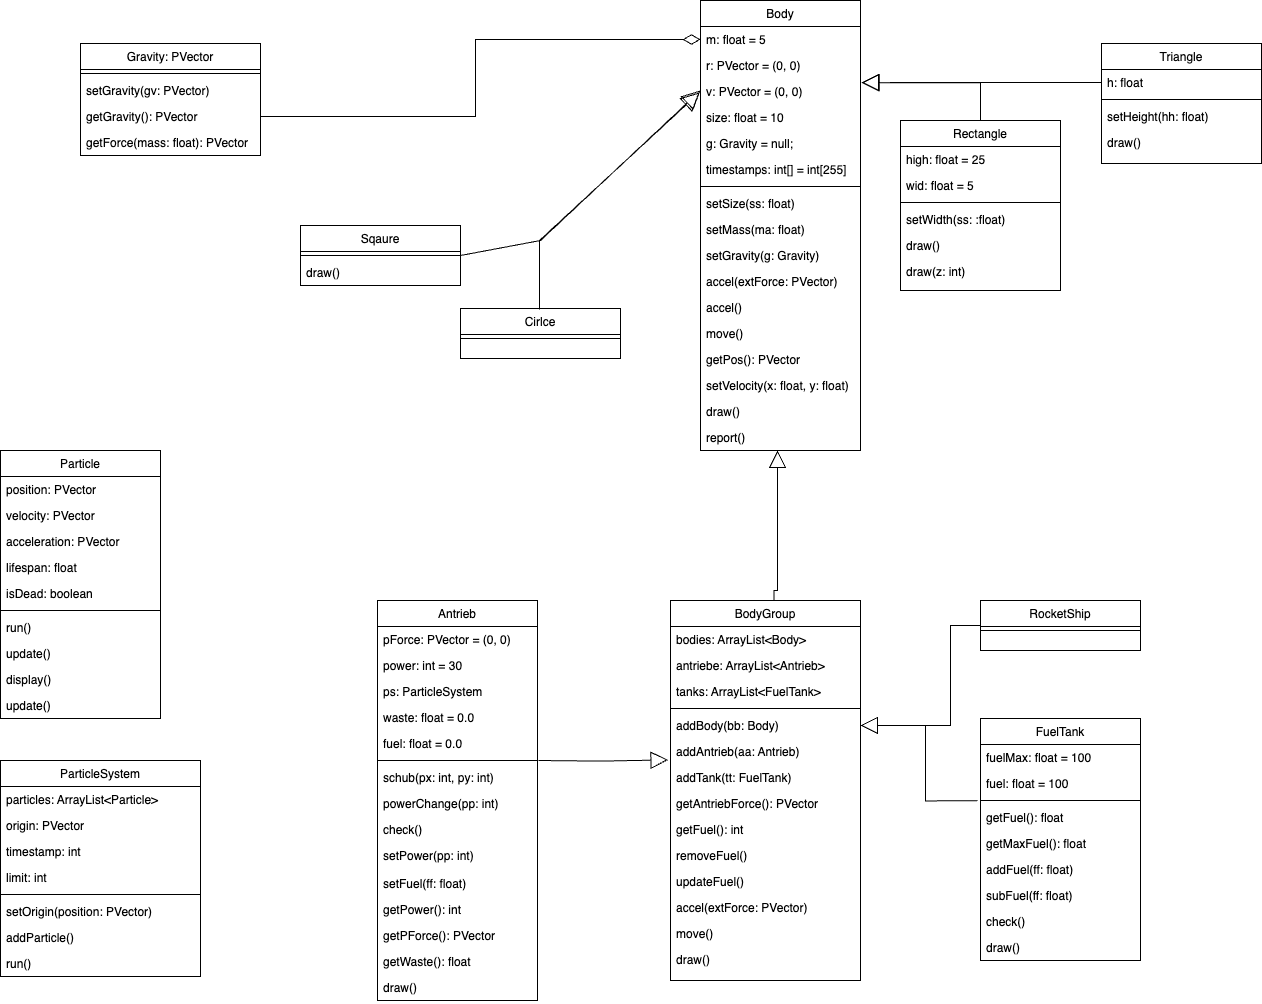 Gravity: PVector
setGravity(gv: PVector)
getGravity(): PVector
getForce(mass: float): PVector
Body
m: float = 5
r: PVector = (0, 0)
v: PVector = (0, 0)
size: float = 10
g: Gravity = null;
timestamps: int[] = int[255]
setSize(ss: float)
setMass(ma: float)
setGravity(g: Gravity)
accel(extForce: PVector)
accel()
move()
getPos(): PVector
setVelocity(x: float, y: float)
draw()
report()
Triangle
h: float
setHeight(hh: float)
draw()
Rectangle
high: float = 25
wid: float = 5
setWidth(ss: :float)
draw()
draw(z: int)
Sqaure
draw()
Cirlce
Particle
position: PVector
velocity: PVector
acceleration: PVector
lifespan: float
isDead: boolean
run()
update()
display()
update()
ParticleSystem
particles: ArrayList<Particle>
origin: PVector
timestamp: int
limit: int
setOrigin(position: PVector)
addParticle()
run()
Antrieb
pForce: PVector = (0, 0)
power: int = 30
ps: ParticleSystem
waste: float = 0.0
fuel: float = 0.0
schub(px: int, py: int)
powerChange(pp: int)
check()
setPower(pp: int)
setFuel(ff: float)
getPower(): int
getPForce(): PVector
getWaste(): float
draw()
BodyGroup
bodies: ArrayList<Body>
antriebe: ArrayList<Antrieb>
tanks: ArrayList<FuelTank>
addBody(bb: Body)
addAntrieb(aa: Antrieb)
addTank(tt: FuelTank)
getAntriebForce(): PVector
getFuel(): int
removeFuel()
updateFuel()
accel(extForce: PVector)
move()
draw()
RocketShip
FuelTank
fuelMax: float = 100
fuel: float = 100
getFuel(): float
getMaxFuel(): float
addFuel(ff: float)
subFuel(ff: float)
check()
draw()